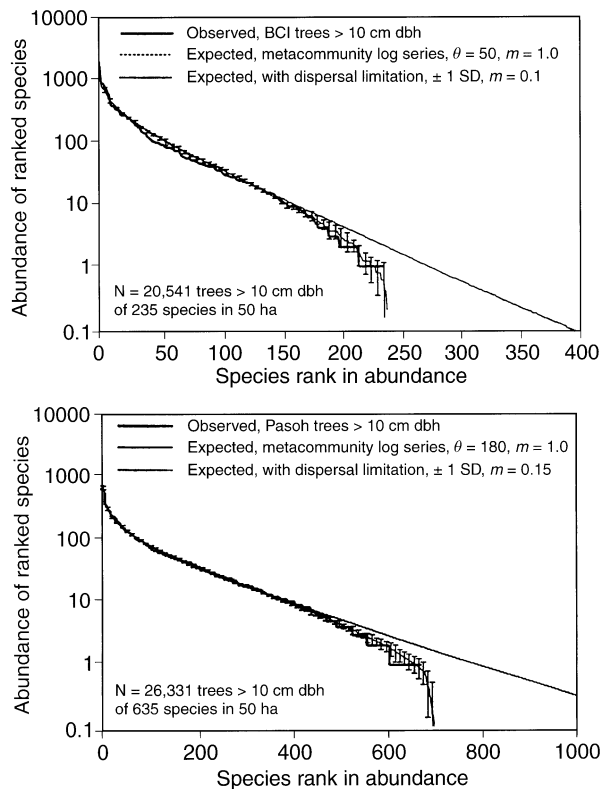 Abundance of ranked species
10000
1000
100
10
1
0.1
Observed, BCI trees > 10 cm dbh
Expected, metacommunity log series, θ = 50, m = 1.0
Expected, with dispersal limitation, ± 1 SD, m = 0.1
N = 20,541 trees > 10 cm dbh
of 235 species in 50 ha
0 50 100 150 200 250 300 350 400
Species rank in abundance
Abundance of ranked species
10000
1000
100
10
1
0.1
Observed, Pasoh trees > 10 cm dbh
Expected, metacommunity log series, θ = 180, m = 1.0
Expected, with dispersal limitation, ± 1 SD, m = 0.15
N = 26,331 trees > 10 cm dbh
of 635 species in 50 ha
0 200 400 600 800 1000
Species rank in abundance